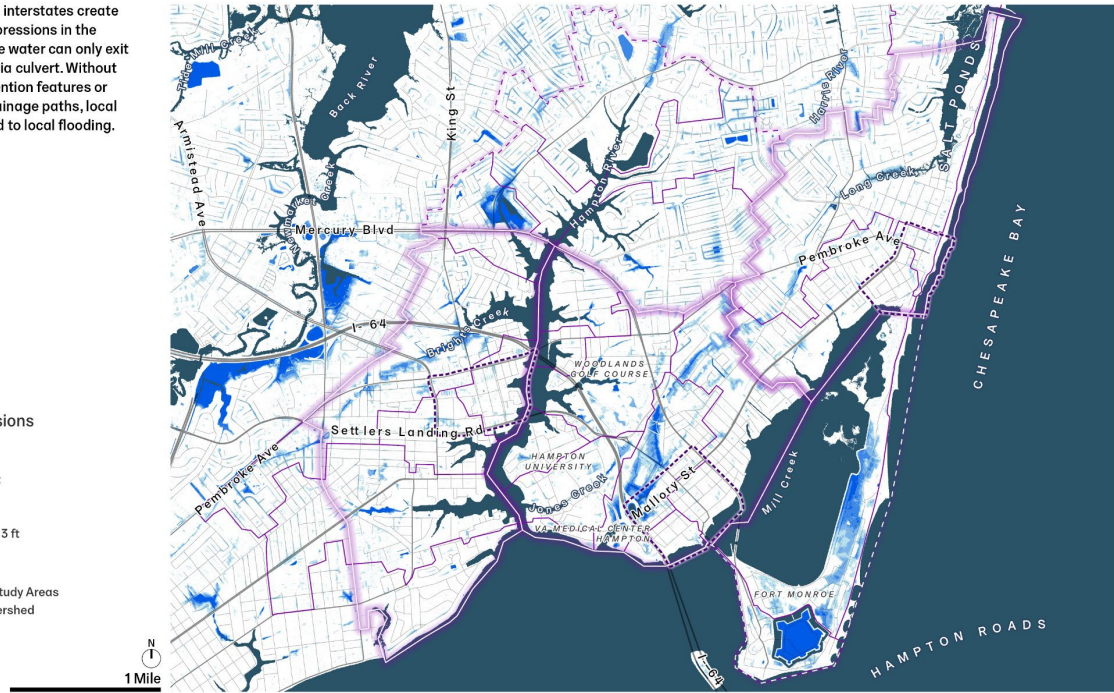 interstates create
pressions in the
e water can only exit
ia culvert. Without
ention features or
ainage paths, local
d to local flooding.
sions
3 ft
tudy Areas
ershed
N
1 Mile
Tide Mill Creek
Back River
King St
Armistead Ave
Newmarket Creek
Mercury Blvd
Hampton River
Harris River
SALT PONDS
Long Creek
Pembroke Ave
CHESAPEAKE BAY
I-64
Brights Creek
WOODLANDS
GOLF COURSE
Settlers Landing Rd
Pembroke Ave
HAMPTON
UNIVERSITY
Jones Creek
Mallory St
Mill Creek
VA MEDICAL CENTER
HAMPTON
FORT MONROE
I-64
HAMPTON ROADS